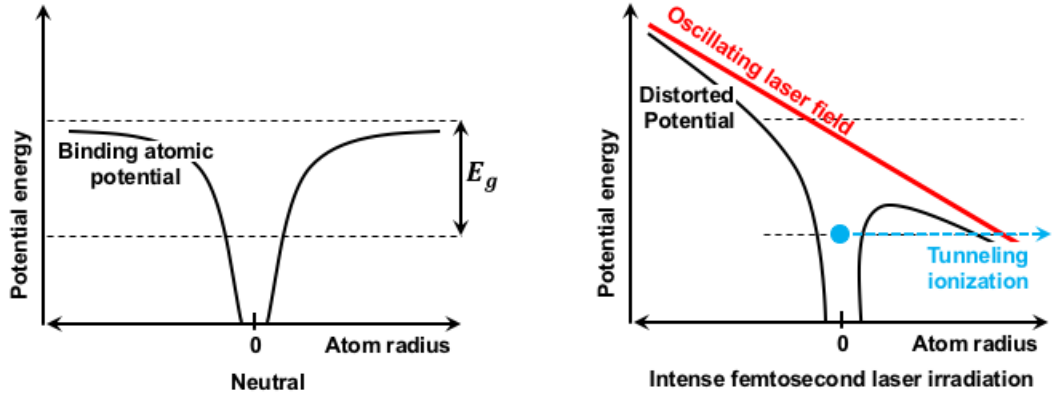 Potential energy
Binding atomic
potential
E_g
0
Atom radius
Neutral
Potential energy
Oscillating laser field
Distorted
Potential
Tunneling
ionization
0
Atom radius
Intense femtosecond laser irradiation